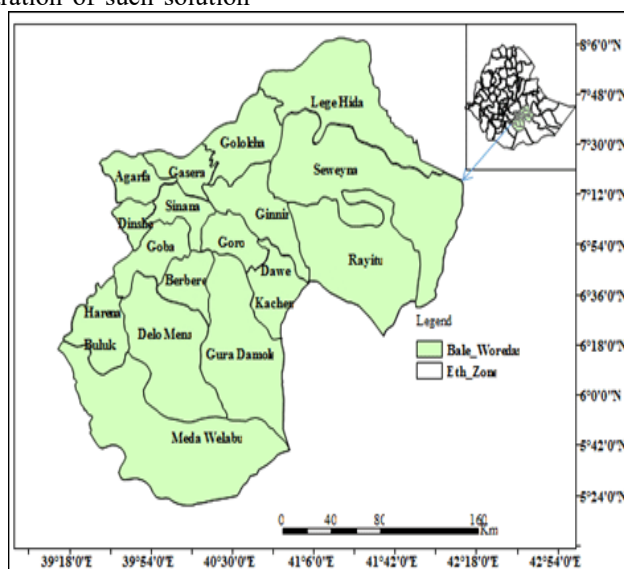 ration of such solution
8°6'0"N
7°48'0"N
7°30'0"N
7°12'0"N
6°54'0"N
6°36'0"N
6°18'0"N
6°0'0"N
5°42'0"N
5°24'0"N
Lege Hida
Golokha
Seweyna
Agarfa
Gasera
Sinana
Ginnir
Dinsho
Goba
Goro
Rayitu
Dawe
Kachen
Berbere
Harena
Buluk
Delo Mena
Gura Damole
Meda Welabu
Legend
Bale_Woredas
Eth_Zone
0 40 80 160
Km
39°18'0"E 39°54'0"E 40°30'0"E 41°6'0"E 41°42'0"E 42°18'0"E 42°54'0"E